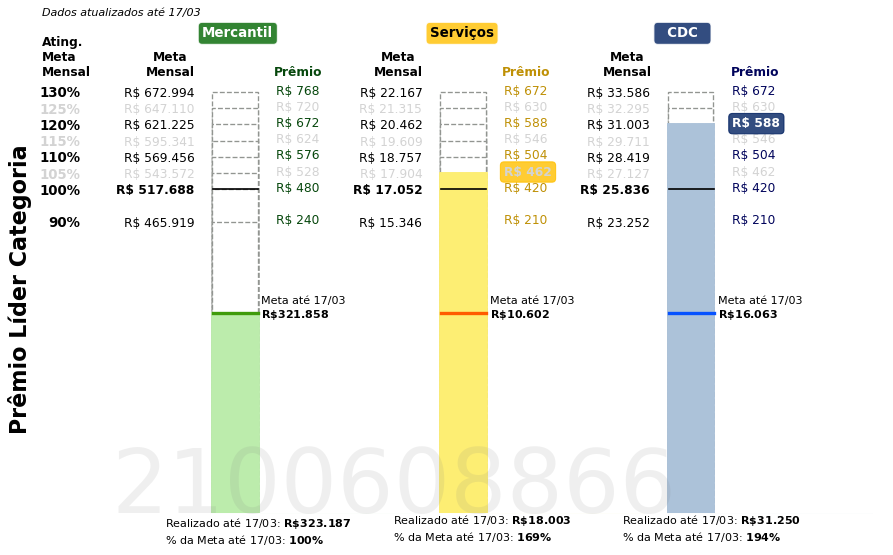 Dados atualizados até 17/03
Mercantil Serviços CDC
Ating. Meta Mensal
Meta Mensal Prêmio Meta Mensal Prêmio Meta Mensal Prêmio
130% R$ 672.994 R$ 768 R$ 22.167 R$ 672 R$ 33.586 R$ 672
125% R$ 647.110 R$ 720 R$ 21.315 R$ 630 R$ 32.295 R$ 630
120% R$ 621.225 R$ 672 R$ 20.462 R$ 588 R$ 31.003 R$ 588
115% R$ 595.341 R$ 624 R$ 19.609 R$ 546 R$ 29.711 R$ 546
110% R$ 569.456 R$ 576 R$ 18.757 R$ 504 R$ 28.419 R$ 504
105% R$ 543.572 R$ 528 R$ 17.904 R$ 462 R$ 27.127 R$ 462
100% R$ 517.688 R$ 480 R$ 17.052 R$ 420 R$ 25.836 R$ 420
90% R$ 465.919 R$ 240 R$ 15.346 R$ 210 R$ 23.252 R$ 210
Prêmio Líder Categoria
Meta até 17/03 Meta até 17/03 Meta até 17/03
R$321.858 R$10.602 R$16.063
2100608866
Realizado até 17/03: R$323.187 Realizado até 17/03: R$18.003 Realizado até 17/03: R$31.250
% da Meta até 17/03: 100% % da Meta até 17/03: 169% % da Meta até 17/03: 194%